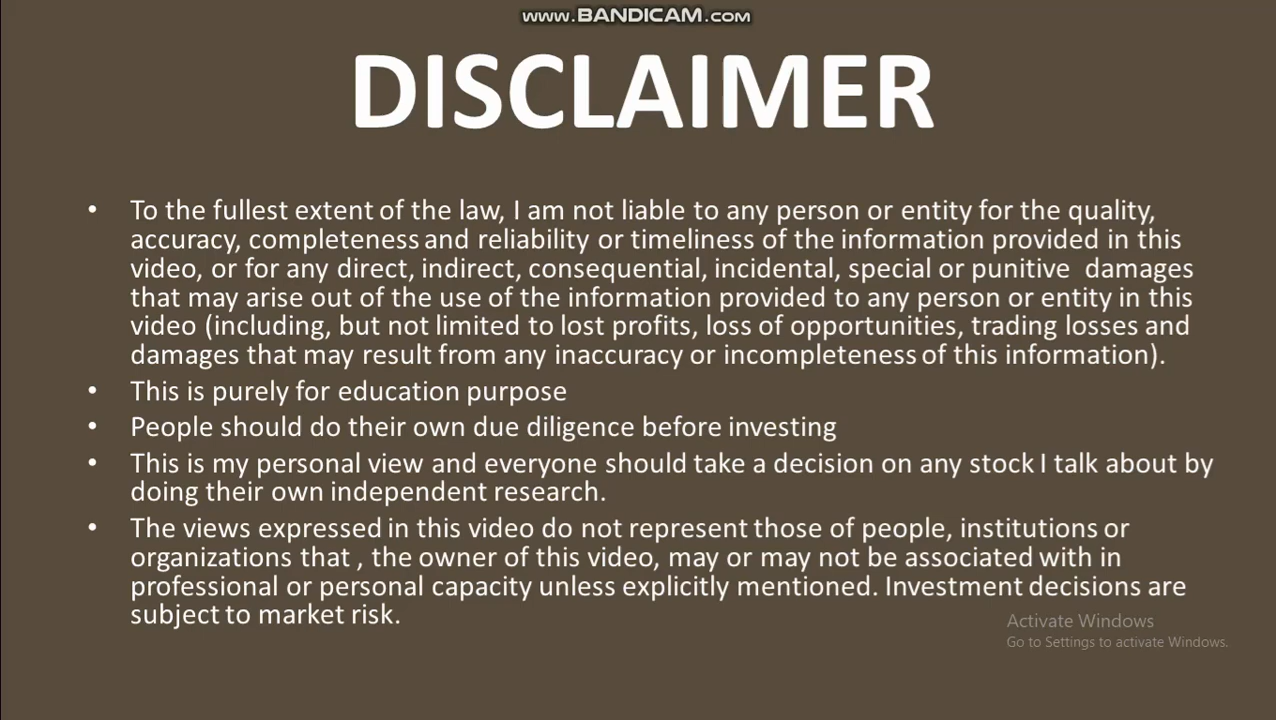 www.BANDICAM.com
DISCLAIMER
• To the fullest extent of the law, I am not liable to any person or entity for the quality,
accuracy, completeness and reliability or timeliness of the information provided in this
video, or for any direct, indirect, consequential, incidental, special or punitive damages
that may arise out of the use of the information provided to any person or entity in this
video (including, but not limited to lost profits, loss of opportunities, trading losses and
damages that may result from any inaccuracy or incompleteness of this information).
• This is purely for education purpose
• People should do their own due diligence before investing
• This is my personal view and everyone should take a decision on any stock I talk about by
doing their own independent research.
• The views expressed in this video do not represent those of people, institutions or
organizations that , the owner of this video, may or may not be associated with in
professional or personal capacity unless explicitly mentioned. Investment decisions are
subject to market risk.
Activate Windows
Go to Settings to activate Windows.